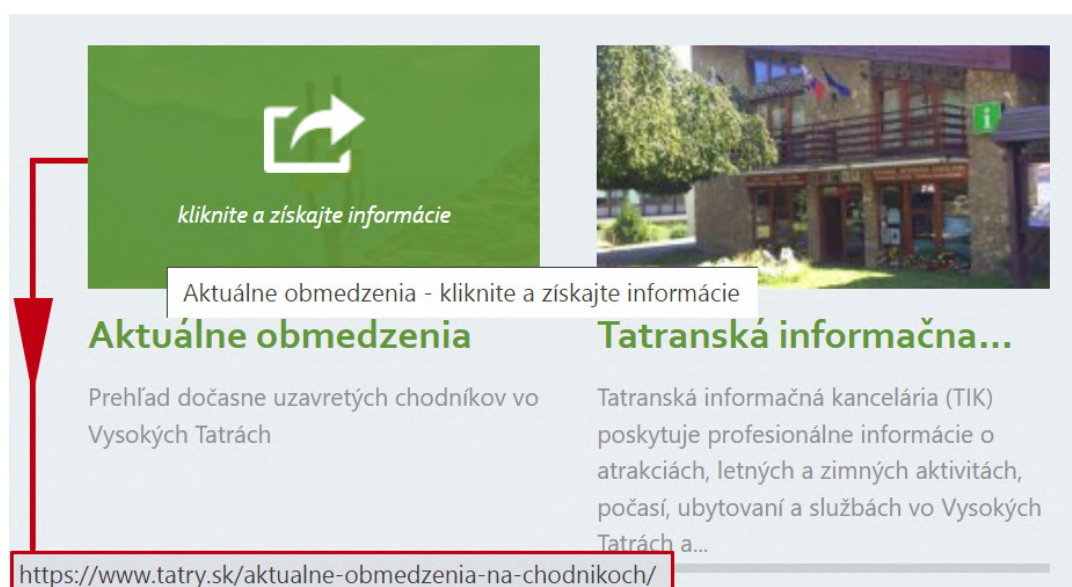 kliknite a získajte informácie
Aktuálne obmedzenia - kliknite a získajte informácie
Aktuálne obmedzenia
Prehľad dočasne uzavretých chodníkov vo
Vysokých Tatrách
i
Tatranská informačna...
Tatranská informačná kancelária (TIK)
poskytuje profesionálne informácie o
atrakciách, letných a zimných aktivitách,
počasí, ubytovaní a službách vo Vysokých
Tatrách a...
https://www.tatry.sk/aktualne-obmedzenia-na-chodnikoch/